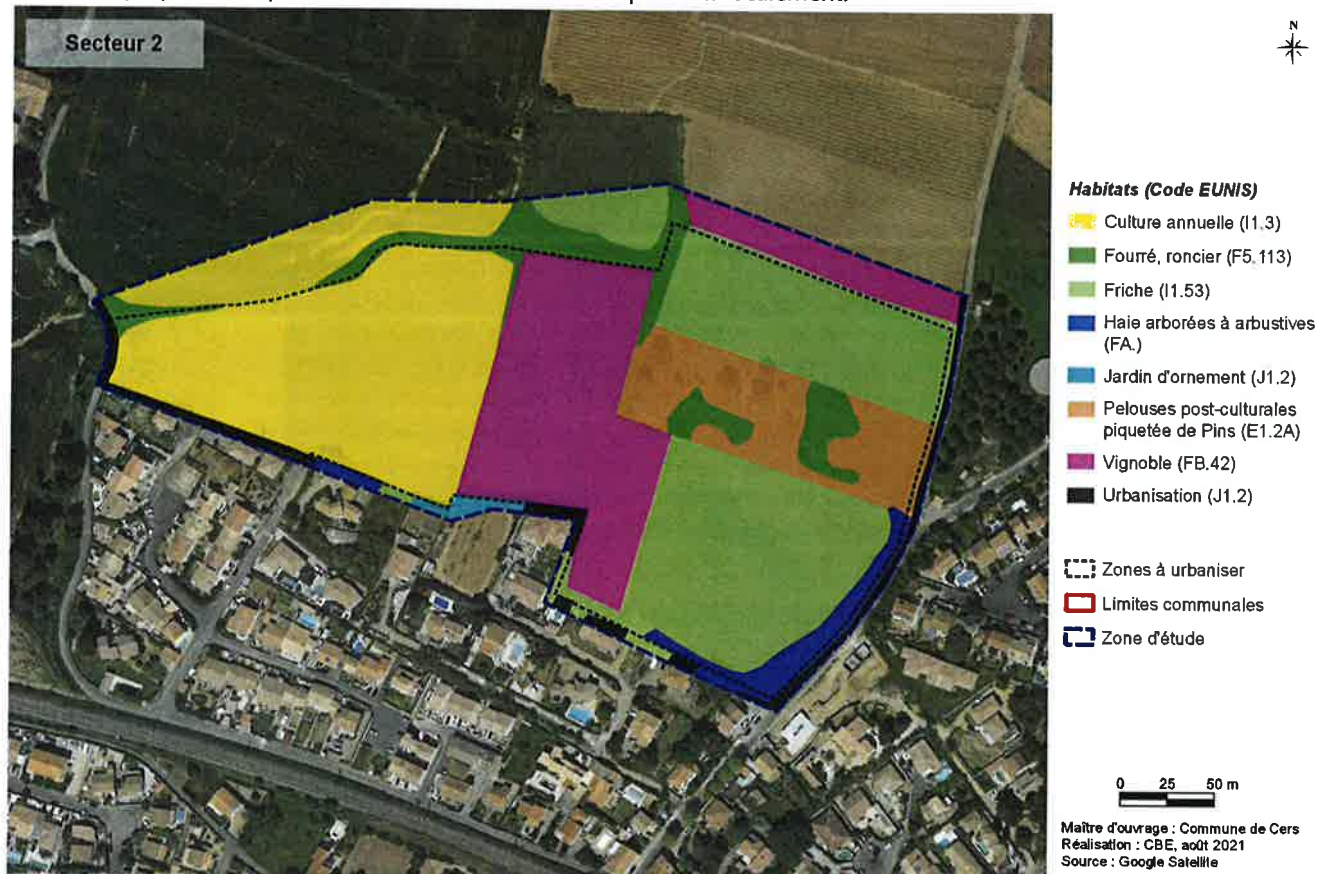 Secteur 2
N
Habitats (Code EUNIS)
Culture annuelle (I1.3)
Fourré, roncier (F5.113)
Friche (I1.53)
Haie arborées à arbustives
(FA.)
Jardin d'ornement (J1.2)
Pelouses post-culturales
piquetée de Pins (E1.2A)
Vignoble (FB.42)
Urbanisation (J1.2)
Zones à urbaniser
Limites communales
Zone d'étude
0 25 50 m
Maître d'ouvrage : Commune de Cers
Réalisation : CBE, août 2021
Source : Google Satellite